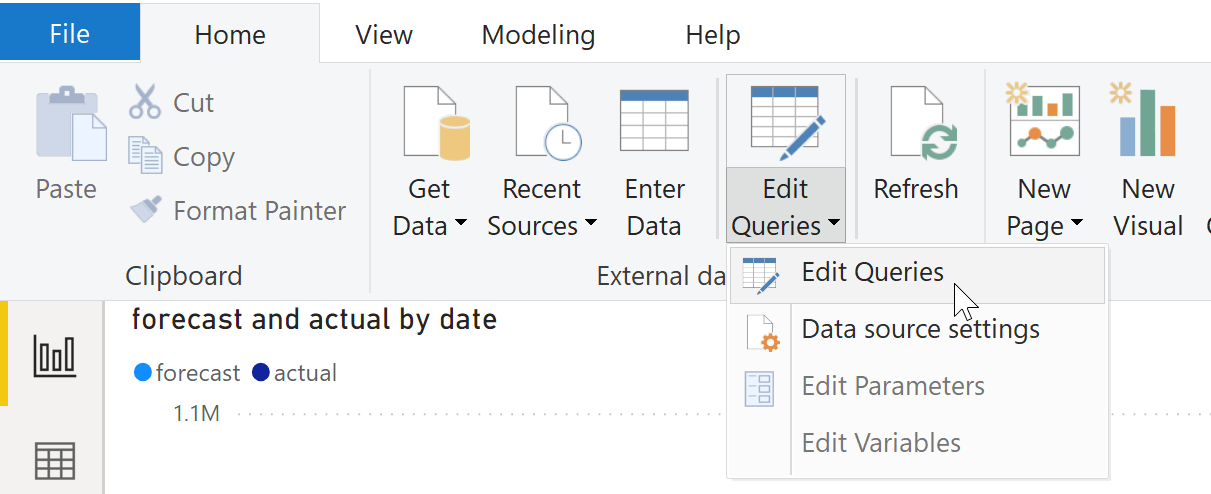 File Home View Modeling Help
Paste
Cut
Copy
Format Painter
Clipboard
Get
Data
Recent
Sources
Enter
Data
Edit
Queries
Refresh
New
Page
New
Visual
External da
Edit Queries
Data source settings
Edit Parameters
Edit Variables
forecast and actual by date
forecast actual
1.1M